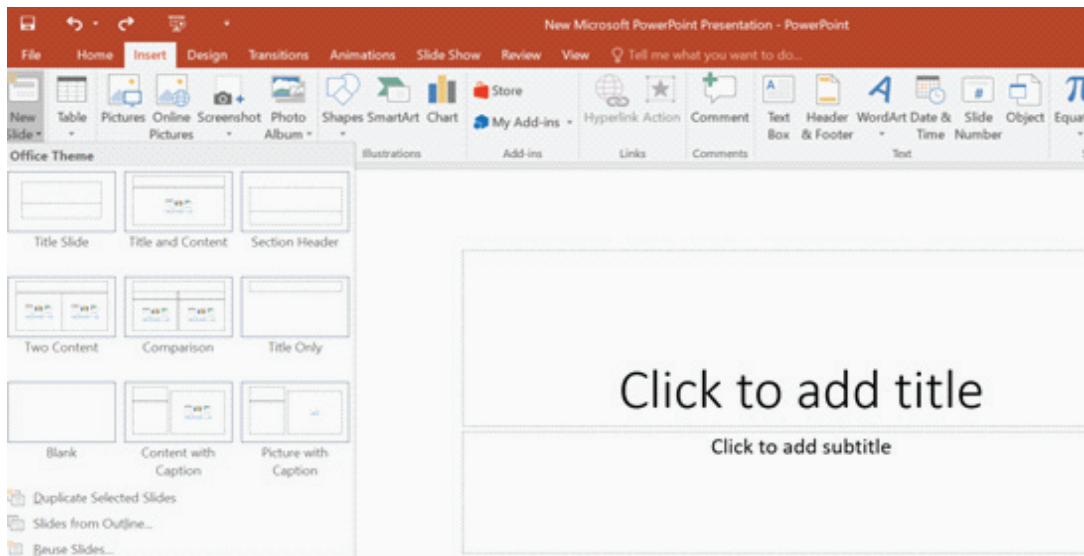 New Microsoft PowerPoint Presentation - PowerPoint
File Home Insert Design Transitions Animations Slide Show Review View Tell me what you want to do...
New Slide
Table
Pictures
Online Pictures
Screenshot
Photo Album
Shapes
SmartArt
Chart
Store
My Add-ins
Hyperlink
Action
Comment
Text Box
Header & Footer
WordArt
Date & Time
Slide Number
Object
Illustrations
Add-ins
Links
Comments
Text
Office Theme
Title Slide
Title and Content
Section Header
Two Content
Comparison
Title Only
Blank
Content with Caption
Picture with Caption
Duplicate Selected Slides
Slides from Outline...
Reuse Slides...
Click to add title
Click to add subtitle